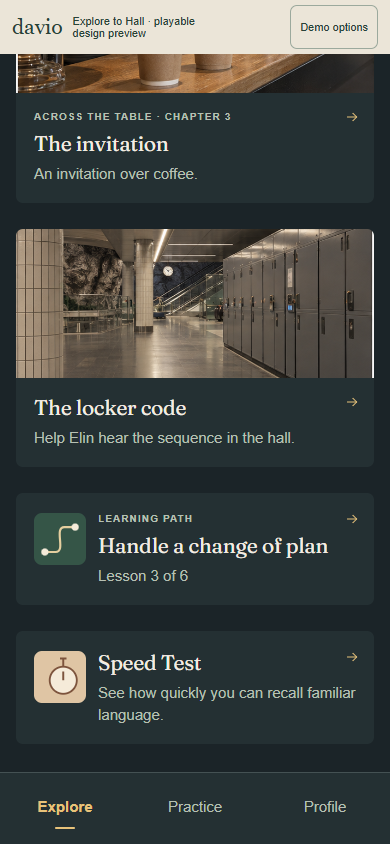 davio
Explore to Hall · playable
design preview
Demo options
ACROSS THE TABLE · CHAPTER 3
The invitation
An invitation over coffee.
The locker code
Help Elin hear the sequence in the hall.
LEARNING PATH
Handle a change of plan
Lesson 3 of 6
Speed Test
See how quickly you can recall familiar
language.
Explore
Practice
Profile